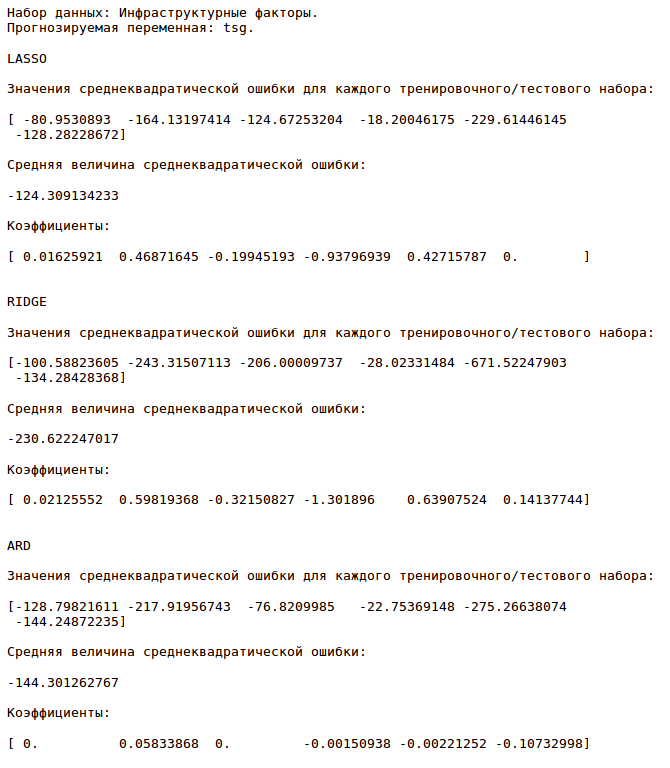 Набор данных: Инфраструктурные факторы.
Прогнозируемая переменная: tsg.
LASSO
Значения среднеквадратической ошибки для каждого тренировочного/тестового набора:
[ -80.9530893  -164.13197414 -124.67253204  -18.20046175 -229.61446145
 -128.28228672]
Средняя величина среднеквадратической ошибки:
-124.309134233
Коэффициенты:
[ 0.01625921  0.46871645 -0.19945193 -0.93796939  0.42715787  0.        ]
RIDGE
Значения среднеквадратической ошибки для каждого тренировочного/тестового набора:
[-100.58823605 -243.31507113 -206.00009737  -28.02331484 -671.52247903
 -134.28428368]
Средняя величина среднеквадратической ошибки:
-230.622247017
Коэффициенты:
[ 0.02125552  0.59819368 -0.32150827 -1.301896    0.63907524  0.14137744]
ARD
Значения среднеквадратической ошибки для каждого тренировочного/тестового набора:
[-128.79821611 -217.91956743  -76.8209985   -22.75369148 -275.26638074
 -144.24872235]
Средняя величина среднеквадратической ошибки:
-144.301262767
Коэффициенты:
[ 0.          0.05833868  0.         -0.00150938 -0.00221252 -0.10732998]